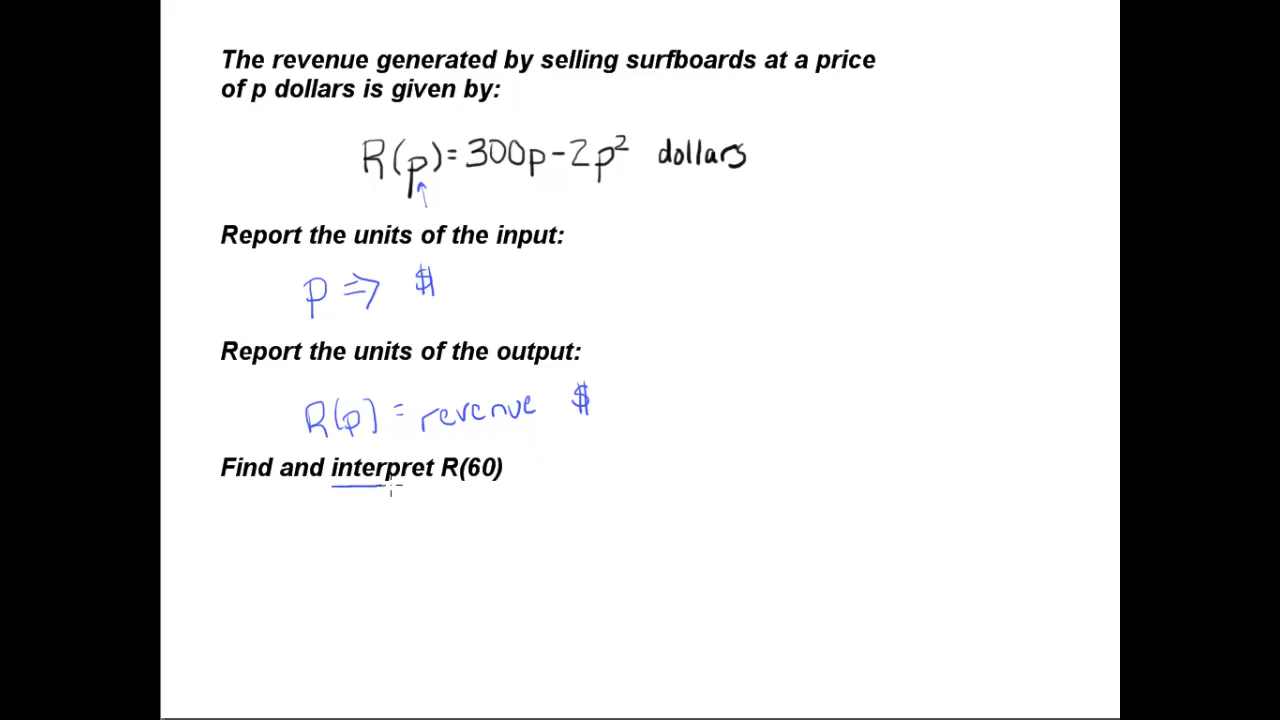 The revenue generated by selling surfboards at a price
of p dollars is given by:
R(p)=300p-2p² dollars
Report the units of the input:
p ⇒ $
Report the units of the output:
R(p) = revenue $
Find and interpret R(60)